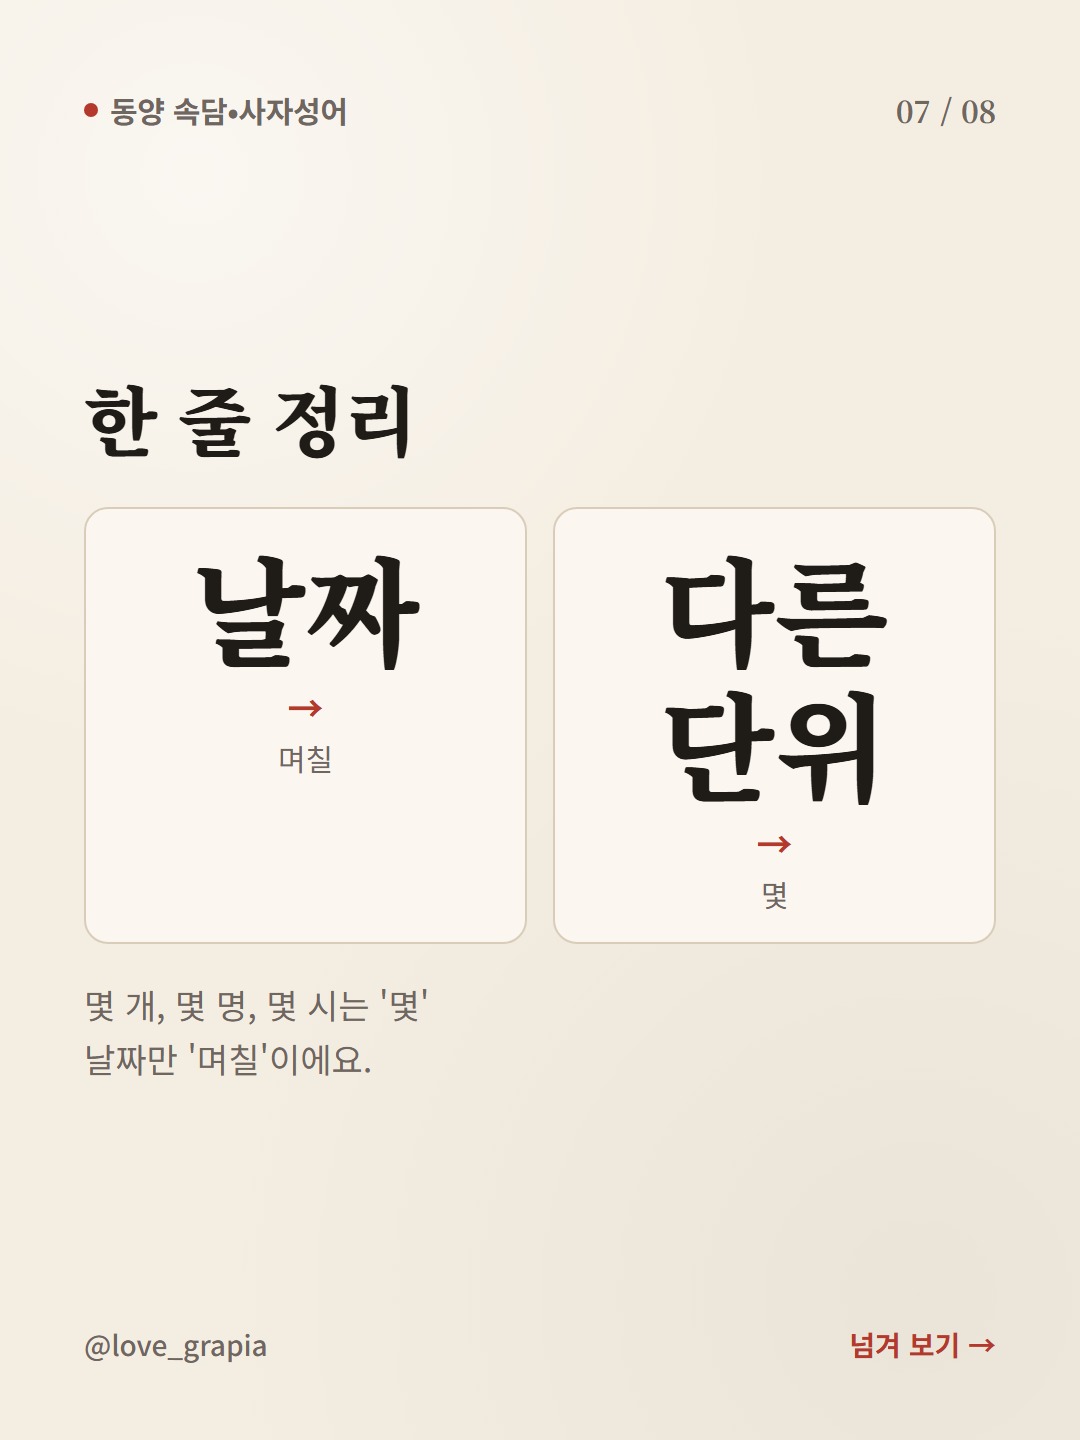 동양 속담•사자성어
07 / 08
한 줄 정리
날짜
→
며칠
다른
단위
→
몇
몇 개, 몇 명, 몇 시는 '몇'
날짜만 '며칠'이에요.
@love_grapia
넘겨 보기 →